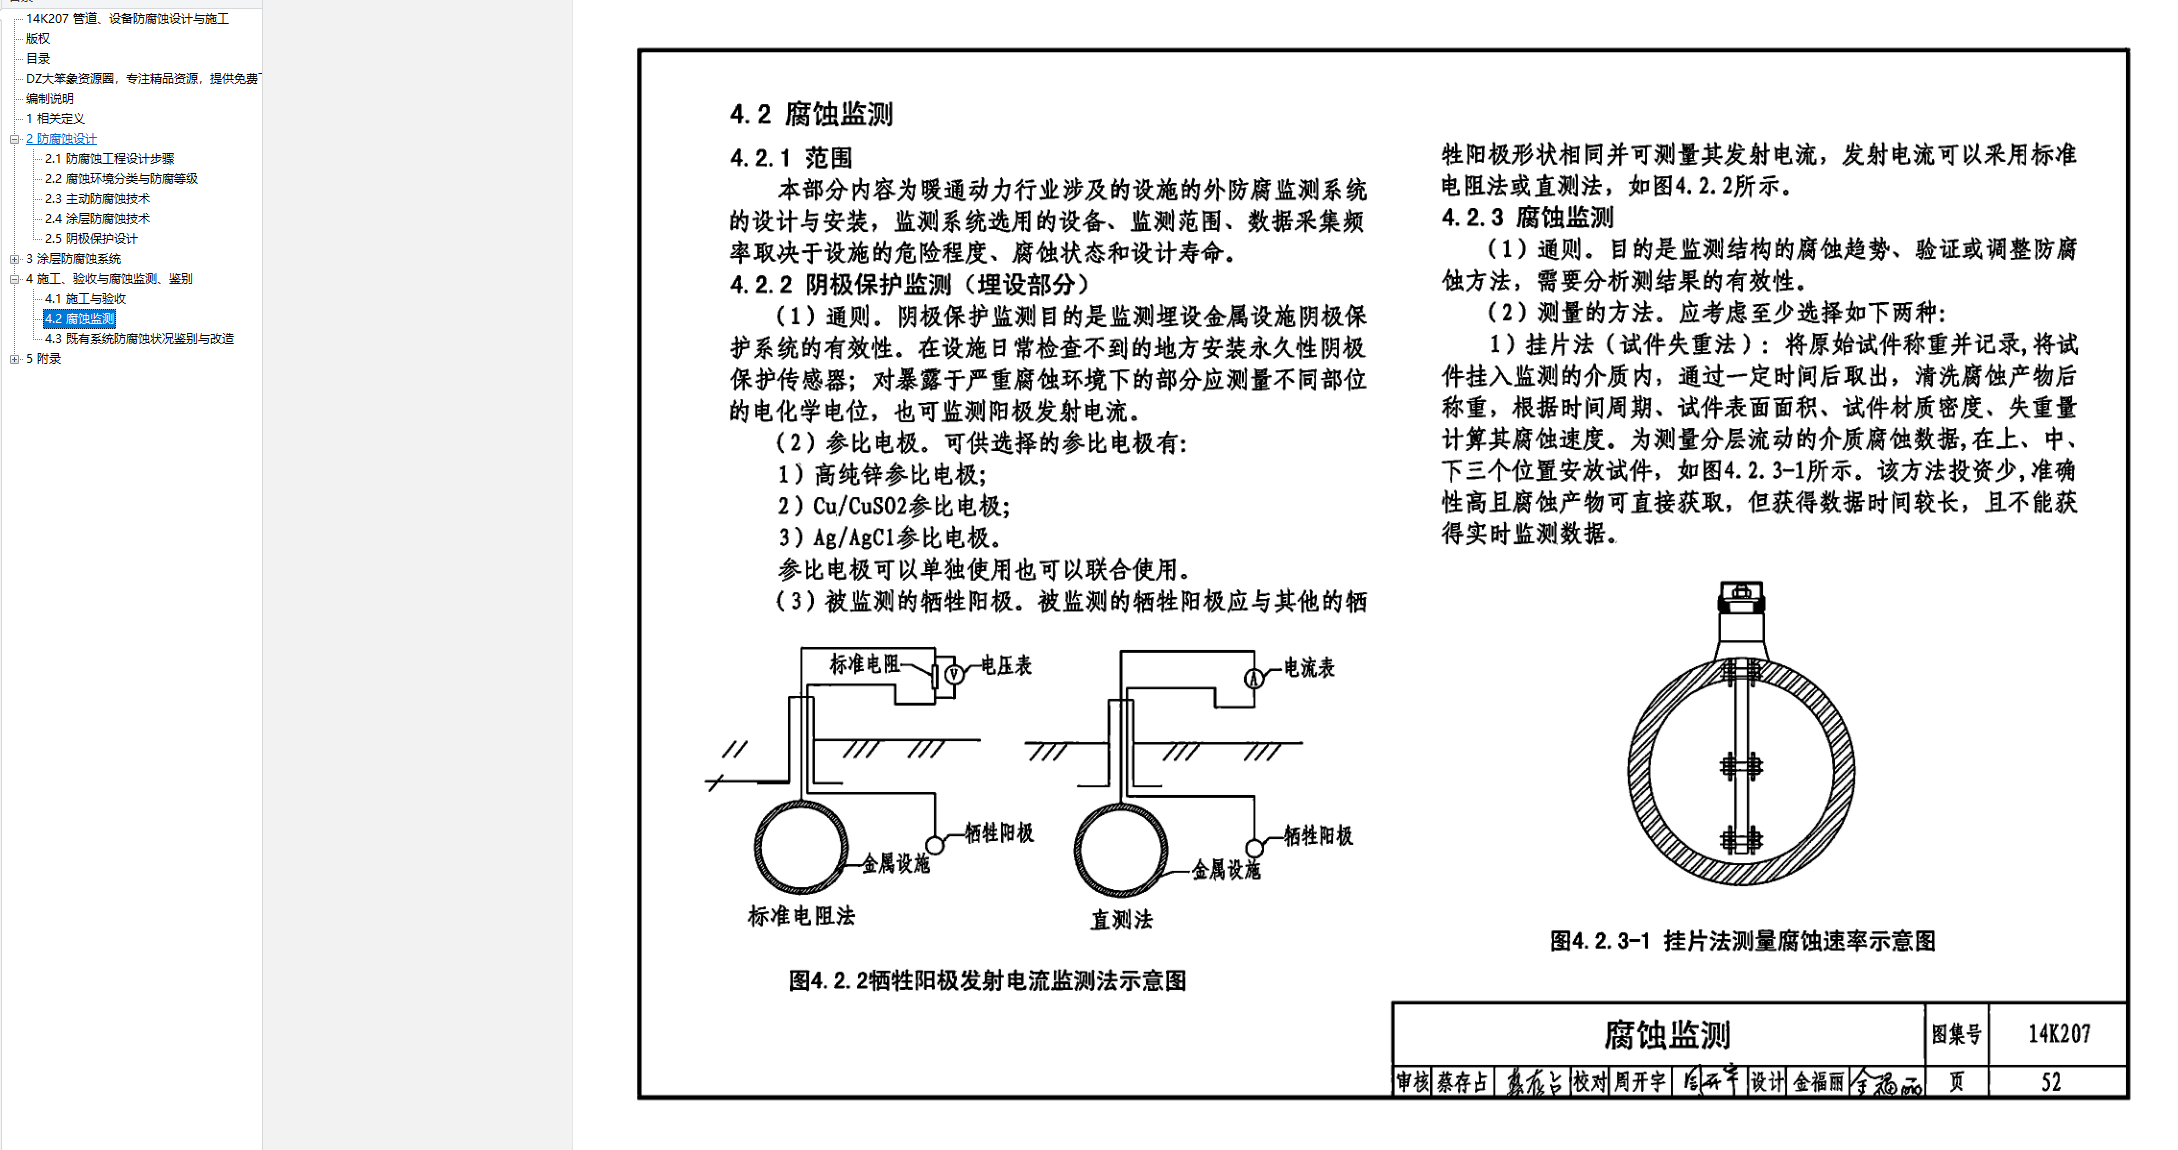 14K207 管道、设备防腐蚀设计与施工
版权
目录
DZ大笨象资源圈，专注精品资源，提供免费
编制说明
1 相关定义
2 防腐蚀设计
2.1 防腐蚀工程设计步骤
2.2 腐蚀环境分类与防腐等级
2.3 主动防腐蚀技术
2.4 涂层防腐蚀技术
2.5 阴极保护设计
3 涂层防腐蚀系统
4 施工、验收与腐蚀监测、鉴别
4.1 施工与验收
4.2 腐蚀监测
4.3 既有系统防腐蚀状况鉴别与改造
5 附录
4.2 腐蚀监测
4.2.1 范围
本部分内容为暖通动力行业涉及的设施的外防腐监测系统
的设计与安装，监测系统选用的设备、监测范围、数据采集频
率取决于设施的危险程度、腐蚀状态和设计寿命。
4.2.2 阴极保护监测（埋设部分）
（1）通则。阴极保护监测目的是监测埋设金属设施阴极保
护系统的有效性。在设施日常检查不到的地方安装永久性阴极
保护传感器；对暴露于严重腐蚀环境下的部分应测量不同部位
的电化学电位，也可监测阳极发射电流。
（2）参比电极。可供选择的参比电极有：
1）高纯锌参比电极；
2）Cu/CuSO2参比电极；
3）Ag/AgCl参比电极。
参比电极可以单独使用也可以联合使用。
（3）被监测的牺牲阳极。被监测的牺牲阳极应与其他的牺
标准电阻
V
电压表
牺牲阳极
金属设施
标准电阻法
A
电流表
牺牲阳极
金属设施
直测法
图4.2.2牺牲阳极发射电流监测法示意图
牲阳极形状相同并可测量其发射电流，发射电流可以采用标准
电阻法或直测法，如图4.2.2所示。
4.2.3 腐蚀监测
（1）通则。目的是监测结构的腐蚀趋势、验证或调整防腐
蚀方法，需要分析测结果的有效性。
（2）测量的方法。应考虑至少选择如下两种：
1）挂片法（试件失重法）：将原始试件称重并记录，将试
件挂入监测的介质内，通过一定时间后取出，清洗腐蚀产物后
称重，根据时间周期、试件表面面积、试件材质密度、失重量
计算其腐蚀速度。为测量分层流动的介质腐蚀数据，在上、中、
下三个位置安放试件，如图4.2.3-1所示。该方法投资少，准确
性高且腐蚀产物可直接获取，但获得数据时间较长，且不能获
得实时监测数据。
图4.2.3-1 挂片法测量腐蚀速率示意图
腐蚀监测 图集号 14K207
审核 蔡存占 蔡存占 校对 周开宇 周开宇 设计 金福丽 金福丽 页 52